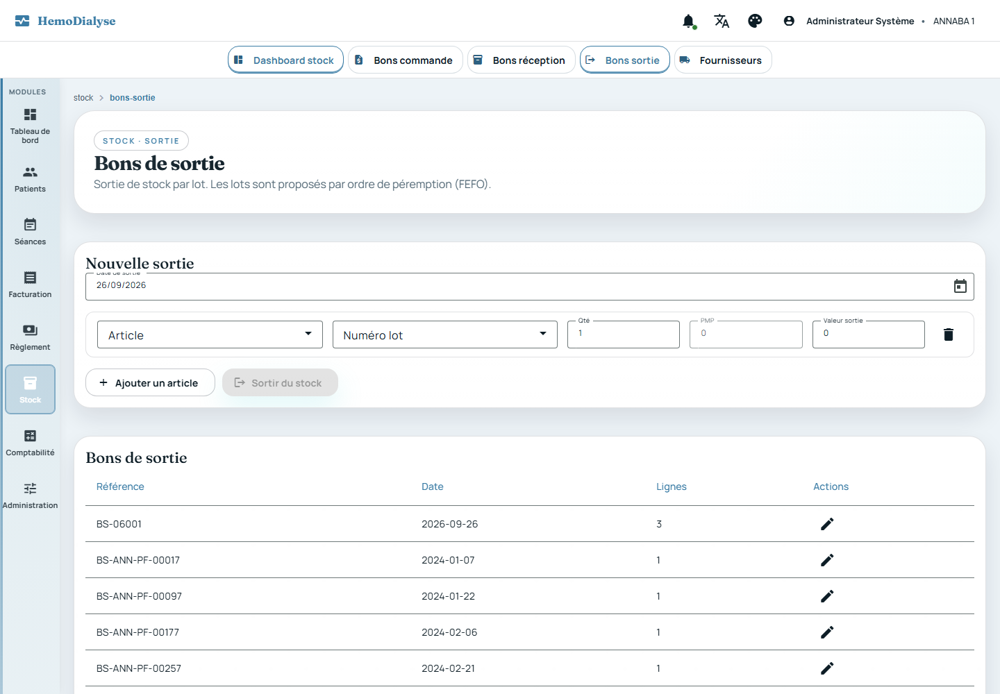 HemoDialyse
Administrateur Système • ANNABA 1
Dashboard stock
Bons commande
Bons réception
Bons sortie
Fournisseurs
MODULES
Tableau de bord
Patients
Séances
Facturation
Règlement
Stock
Comptabilité
Administration
stock > bons-sortie
STOCK · SORTIE
Bons de sortie
Sortie de stock par lot. Les lots sont proposés par ordre de péremption (FEFO).
Nouvelle sortie
Date de sortie
26/09/2026
Article
Numéro lot
Qté
1
PMP
0
Valeur sortie
0
+ Ajouter un article
Sortir du stock
Bons de sortie
Référence Date Lignes Actions
BS-06001 2026-09-26 3
BS-ANN-PF-00017 2024-01-07 1
BS-ANN-PF-00097 2024-01-22 1
BS-ANN-PF-00177 2024-02-06 1
BS-ANN-PF-00257 2024-02-21 1